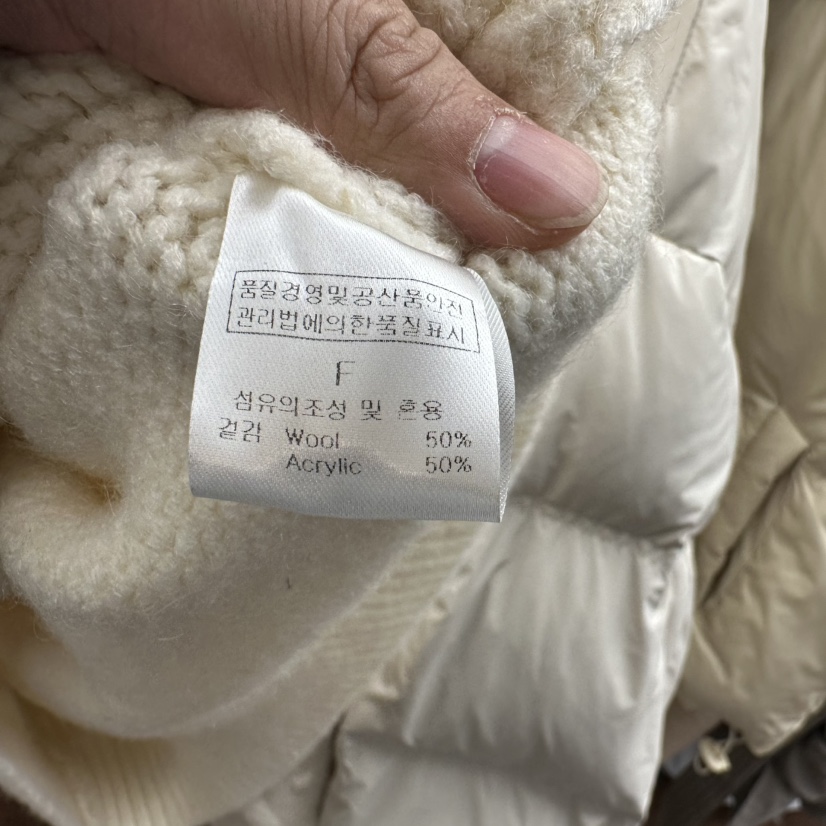 품질경영및공산품안전
관리법에의한품질표시
F
섬유의조성 및 혼용
겉감 Wool 50%
Acrylic 50%